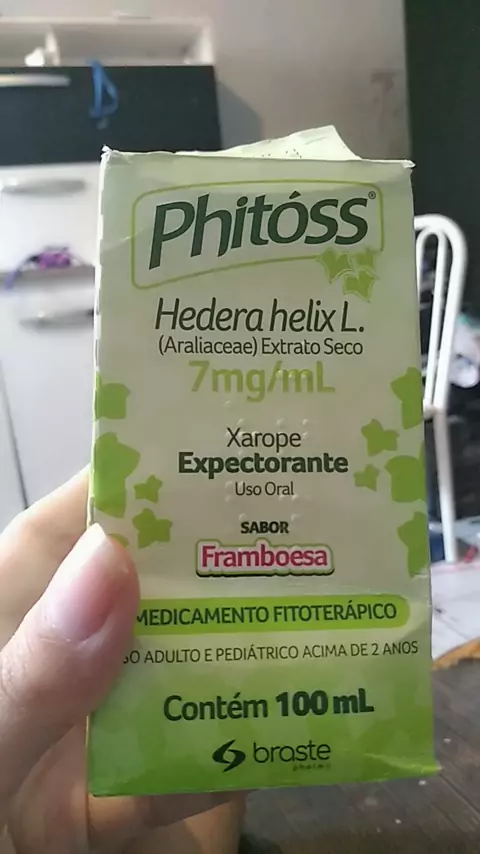 Phitóss®
Hedera helix L.
(Araliaceae) Extrato Seco
7mg/mL
Xarope
Expectorante
Uso Oral
SABOR
Framboesa
MEDICAMENTO FITOTERÁPICO
ADULTO E PEDIÁTRICO ACIMA DE 2 ANOS
Contém 100 mL
braste
pharma